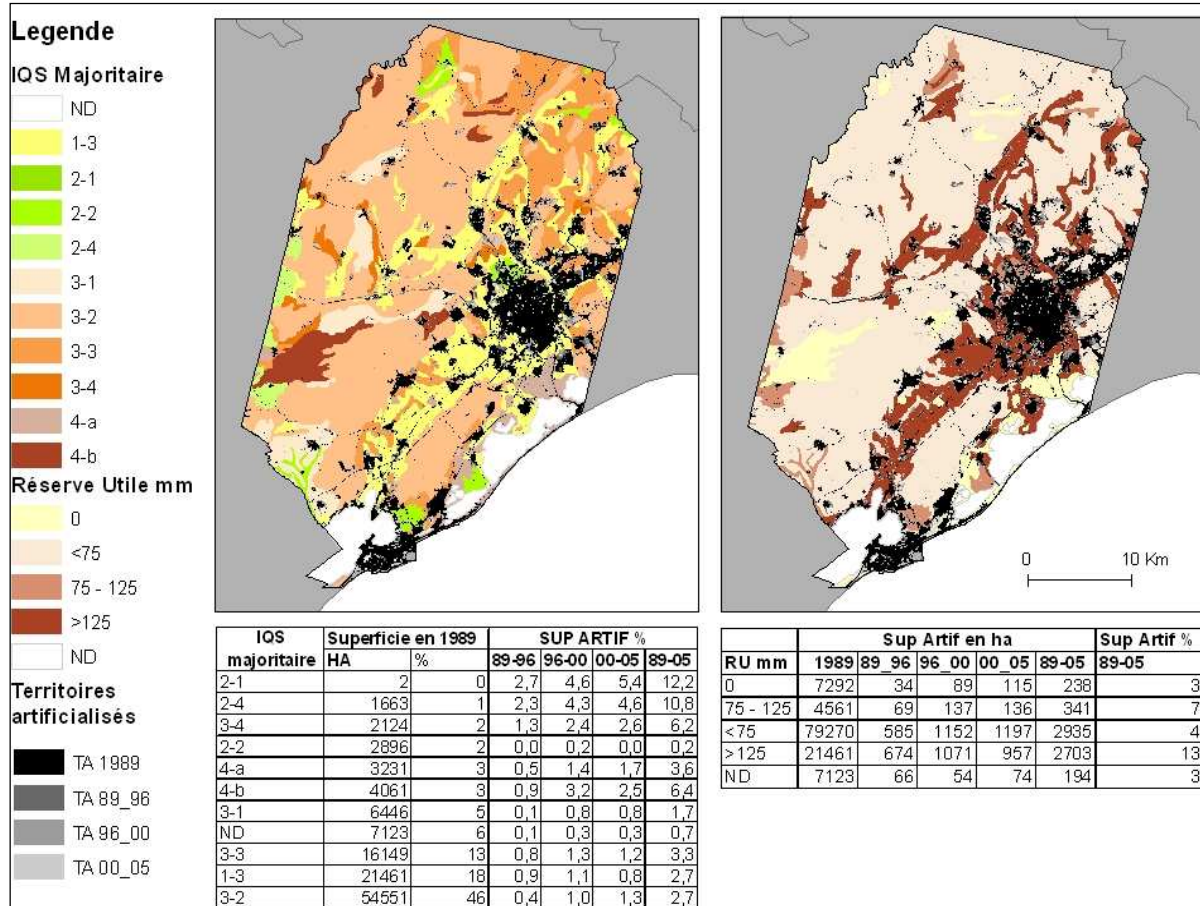 Legende
IQS Majoritaire
ND
1-3
2-1
2-2
2-4
3-1
3-2
3-3
3-4
4-a
4-b
Réserve Utile mm
0
<75
75 - 125
>125
ND
Territoires
artificialisés
TA 1989
TA 89_96
TA 96_00
TA 00_05
0 10 Km
IQS Superficie en 1989 SUP ARTIF %
majoritaire HA % 89-96 96-00 00-05 89-05
2-1 2 0 2,7 4,6 5,4 12,2
2-4 1663 1 2,3 4,3 4,6 10,8
3-4 2124 2 1,3 2,4 2,6 6,2
2-2 2896 2 0,0 0,2 0,0 0,2
4-a 3231 3 0,5 1,4 1,7 3,6
4-b 4061 3 0,9 3,2 2,5 6,4
3-1 6446 5 0,1 0,8 0,8 1,7
ND 7123 6 0,1 0,3 0,3 0,7
3-3 16149 13 0,8 1,3 1,2 3,3
1-3 21461 18 0,9 1,1 0,8 2,7
3-2 54551 46 0,4 1,0 1,3 2,7
Sup Artif en ha Sup Artif %
RU mm 1989 89_96 96_00 00_05 89-05 89-05
0 7292 34 89 115 238 3
75 - 125 4561 69 137 136 341 7
<75 79270 585 1152 1197 2935 4
>125 21461 674 1071 957 2703 13
ND 7123 66 54 74 194 3